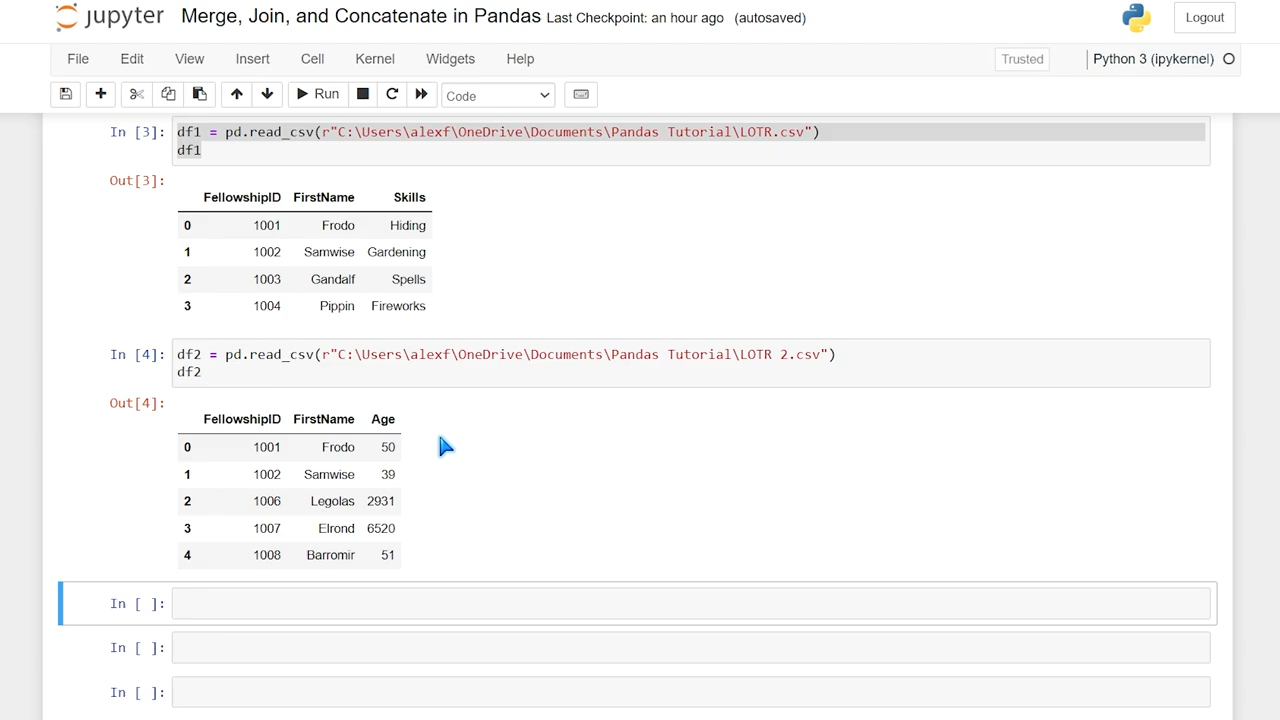 jupyter Merge, Join, and Concatenate in Pandas Last Checkpoint: an hour ago (autosaved) Logout
File Edit View Insert Cell Kernel Widgets Help Trusted Python 3 (ipykernel)
Run Code
In [3]: df1 = pd.read_csv(r"C:\Users\alexf\OneDrive\Documents\Pandas Tutorial\LOTR.csv")
df1
Out[3]:
FellowshipID FirstName Skills
0 1001 Frodo Hiding
1 1002 Samwise Gardening
2 1003 Gandalf Spells
3 1004 Pippin Fireworks
In [4]: df2 = pd.read_csv(r"C:\Users\alexf\OneDrive\Documents\Pandas Tutorial\LOTR 2.csv")
df2
Out[4]:
FellowshipID FirstName Age
0 1001 Frodo 50
1 1002 Samwise 39
2 1006 Legolas 2931
3 1007 Elrond 6520
4 1008 Barromir 51
In [ ]:
In [ ]:
In [ ]: